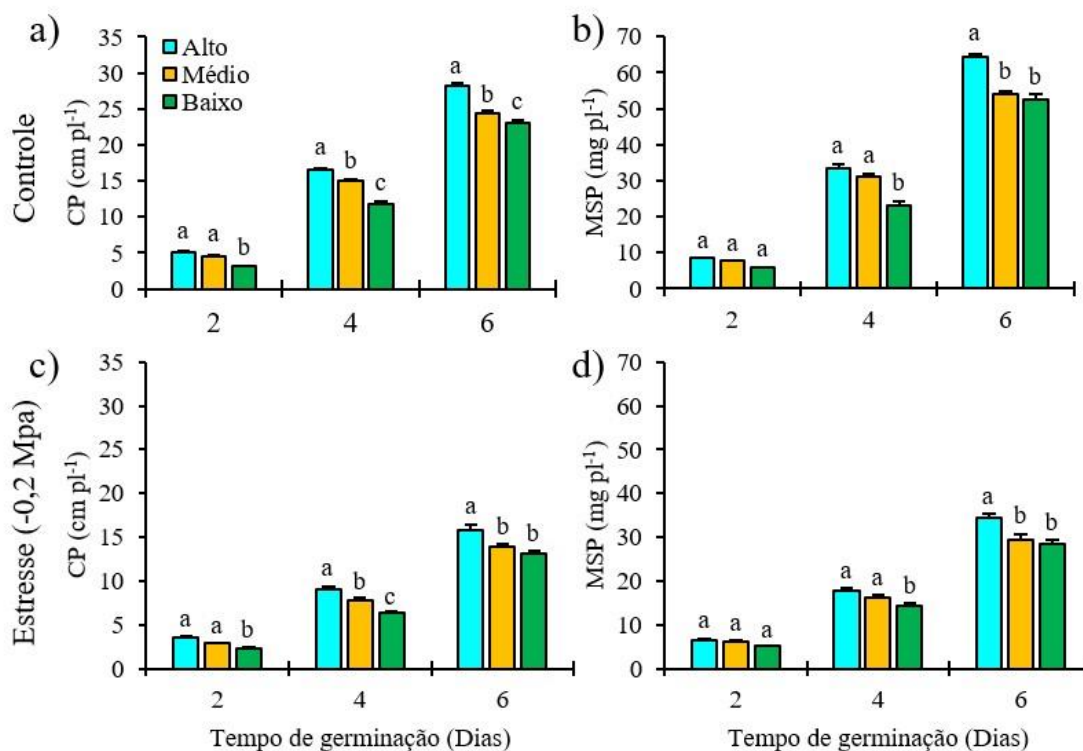 a)
Alto
Médio
Baixo
Controle
CP (cm pl⁻¹)
35
30
25
20
15
10
5
0
a a b
a b c
a b c
2 4 6
b)
MSP (mg pl⁻¹)
70
60
50
40
30
20
10
0
a a a
a a b
a b b
2 4 6
c)
Estresse (-0,2 Mpa)
CP (cm pl⁻¹)
35
30
25
20
15
10
5
0
a a b
a b c
a b b
2 4 6
Tempo de germinação (Dias)
d)
MSP (mg pl⁻¹)
70
60
50
40
30
20
10
0
a a a
a a b
a b b
2 4 6
Tempo de germinação (Dias)